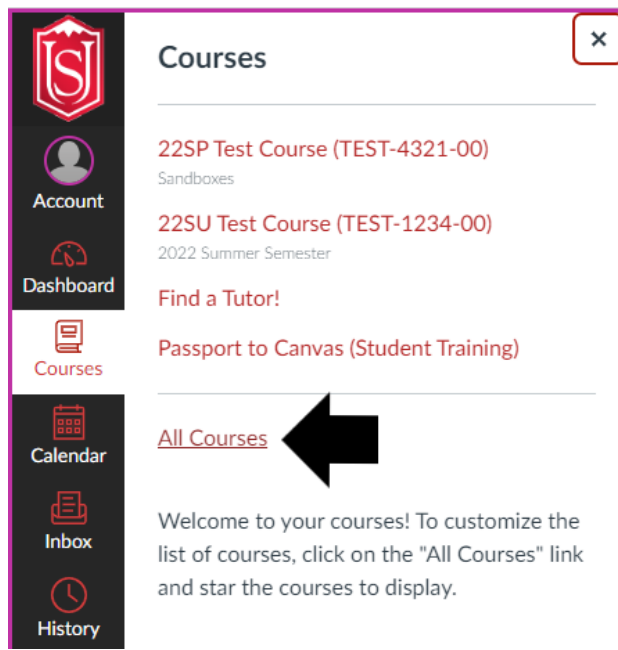 USJ
Account
Dashboard
Courses
Calendar
Inbox
History
Courses
×
22SP Test Course (TEST-4321-00)
Sandboxes
22SU Test Course (TEST-1234-00)
2022 Summer Semester
Find a Tutor!
Passport to Canvas (Student Training)
All Courses
Welcome to your courses! To customize the
list of courses, click on the "All Courses" link
and star the courses to display.